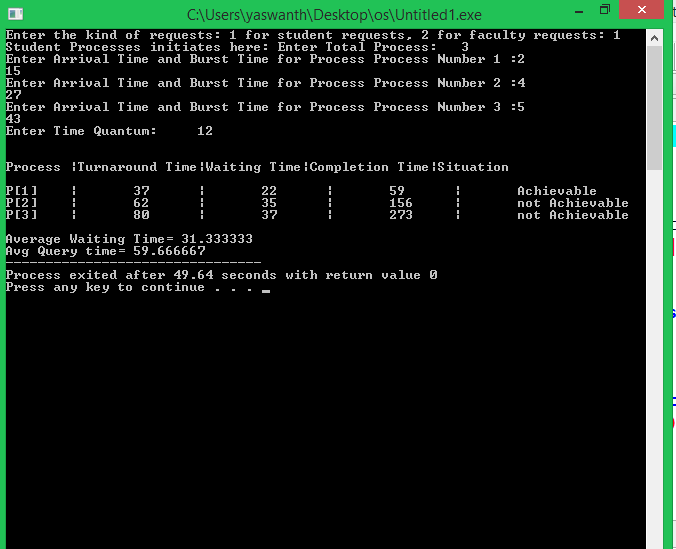 C:\Users\yaswanth\Desktop\os\Untitled1.exe
Enter the kind of requests: 1 for student requests, 2 for faculty requests: 1
Student Processes initiates here: Enter Total Process:   3
Enter Arrival Time and Burst Time for Process Process Number 1 :2
15
Enter Arrival Time and Burst Time for Process Process Number 2 :4
27
Enter Arrival Time and Burst Time for Process Process Number 3 :5
43
Enter Time Quantum:     12
Process |Turnaround Time|Waiting Time|Completion Time|Situation
P[1]    |       37      |       22      |       59      |       Achievable
P[2]    |       62      |       35      |       156     |       not Achievable
P[3]    |       80      |       37      |       273     |       not Achievable
Average Waiting Time= 31.333333
Avg Query time= 59.666667
--------------------------------
Process exited after 49.64 seconds with return value 0
Press any key to continue . . . _